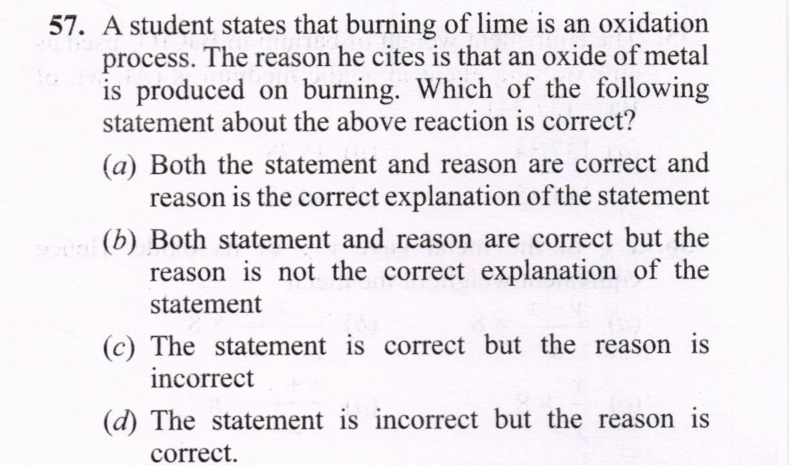 57. A student states that burning of lime is an oxidation
process. The reason he cites is that an oxide of metal
is produced on burning. Which of the following
statement about the above reaction is correct?
(a) Both the statement and reason are correct and
reason is the correct explanation of the statement
(b) Both statement and reason are correct but the
reason is not the correct explanation of the
statement
(c) The statement is correct but the reason is
incorrect
(d) The statement is incorrect but the reason is
correct.